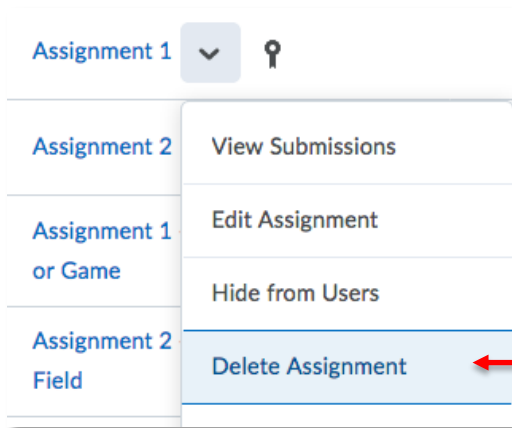 Assignment 1
Assignment 2
View Submissions
Assignment 1
or Game
Edit Assignment
Hide from Users
Assignment 2
Field
Delete Assignment